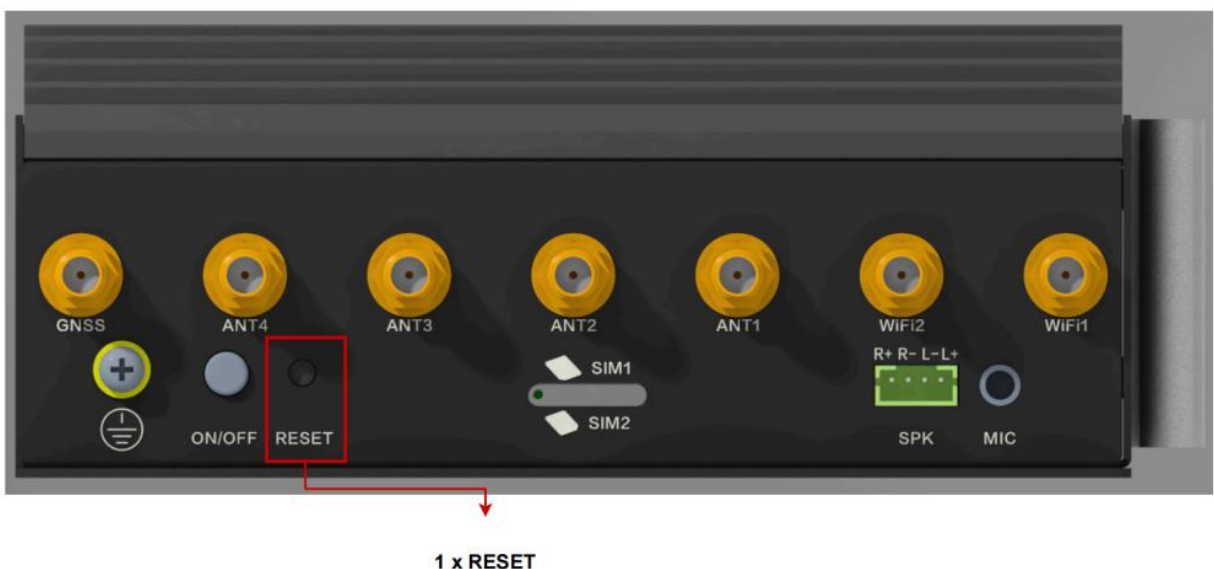 GNSS ANT4 ANT3 ANT2 ANT1 WiFi2 WiFi1
R+ R- L-L+
SIM1
SIM2
ON/OFF RESET SPK MIC
1 x RESET